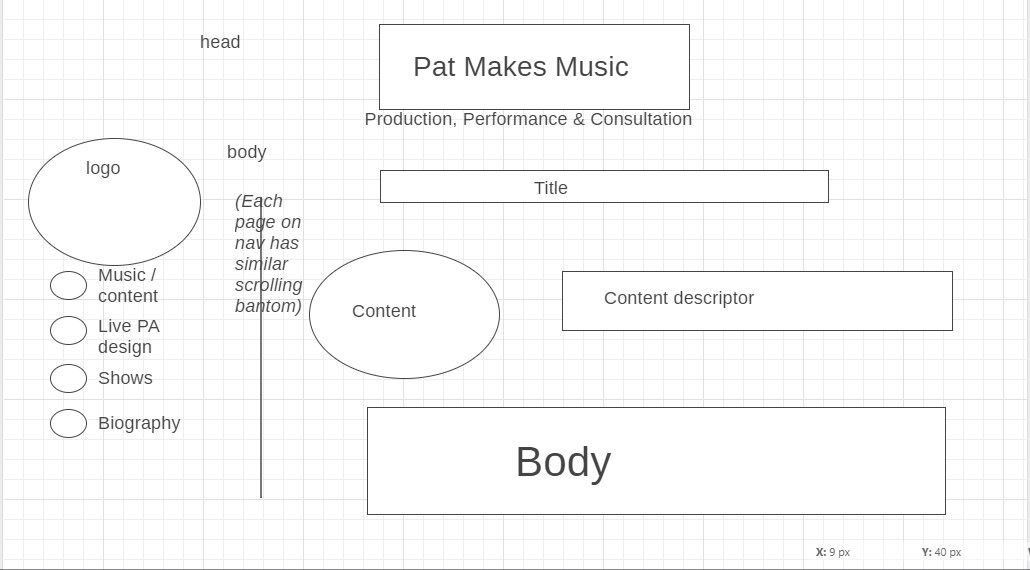 head
Pat Makes Music
Production, Performance & Consultation
logo
body
Title
(Each
page on
nav has
similar
scrolling
bantom)
Music /
content
Live PA
design
Shows
Biography
Content
Content descriptor
Body
X: 9 px
Y: 40 px